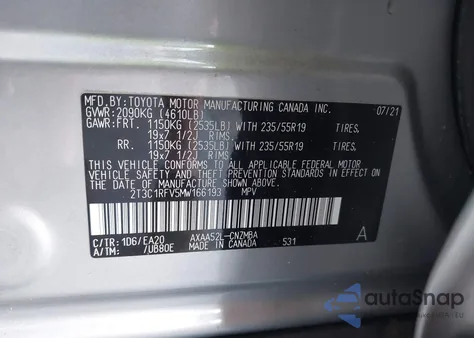 MFD.BY: TOYOTA MOTOR MANUFACTURING CANADA INC.
GVWR: 2090KG (4610LB) 07/21
GAWR: FRT. 1150KG (2535LB) WITH 235/55R19 TIRES.
19x7 1/2J RIMS.
RR. 1150KG (2535LB) WITH 235/55R19 TIRES.
19x7 1/2J RIMS.
THIS VEHICLE CONFORMS TO ALL APPLICABLE FEDERAL MOTOR
VEHICLE SAFETY AND BUMPER STANDARDS IN EFFECT ON THE DATE OF
MANUFACTURE SHOWN ABOVE.
2T3C1RFV5MW166193 MPV
C/TR: 1D6/EA20 AXAA52L-CNZMBA
A/TM: /UB80E MADE IN CANADA 531 A
autoSnap